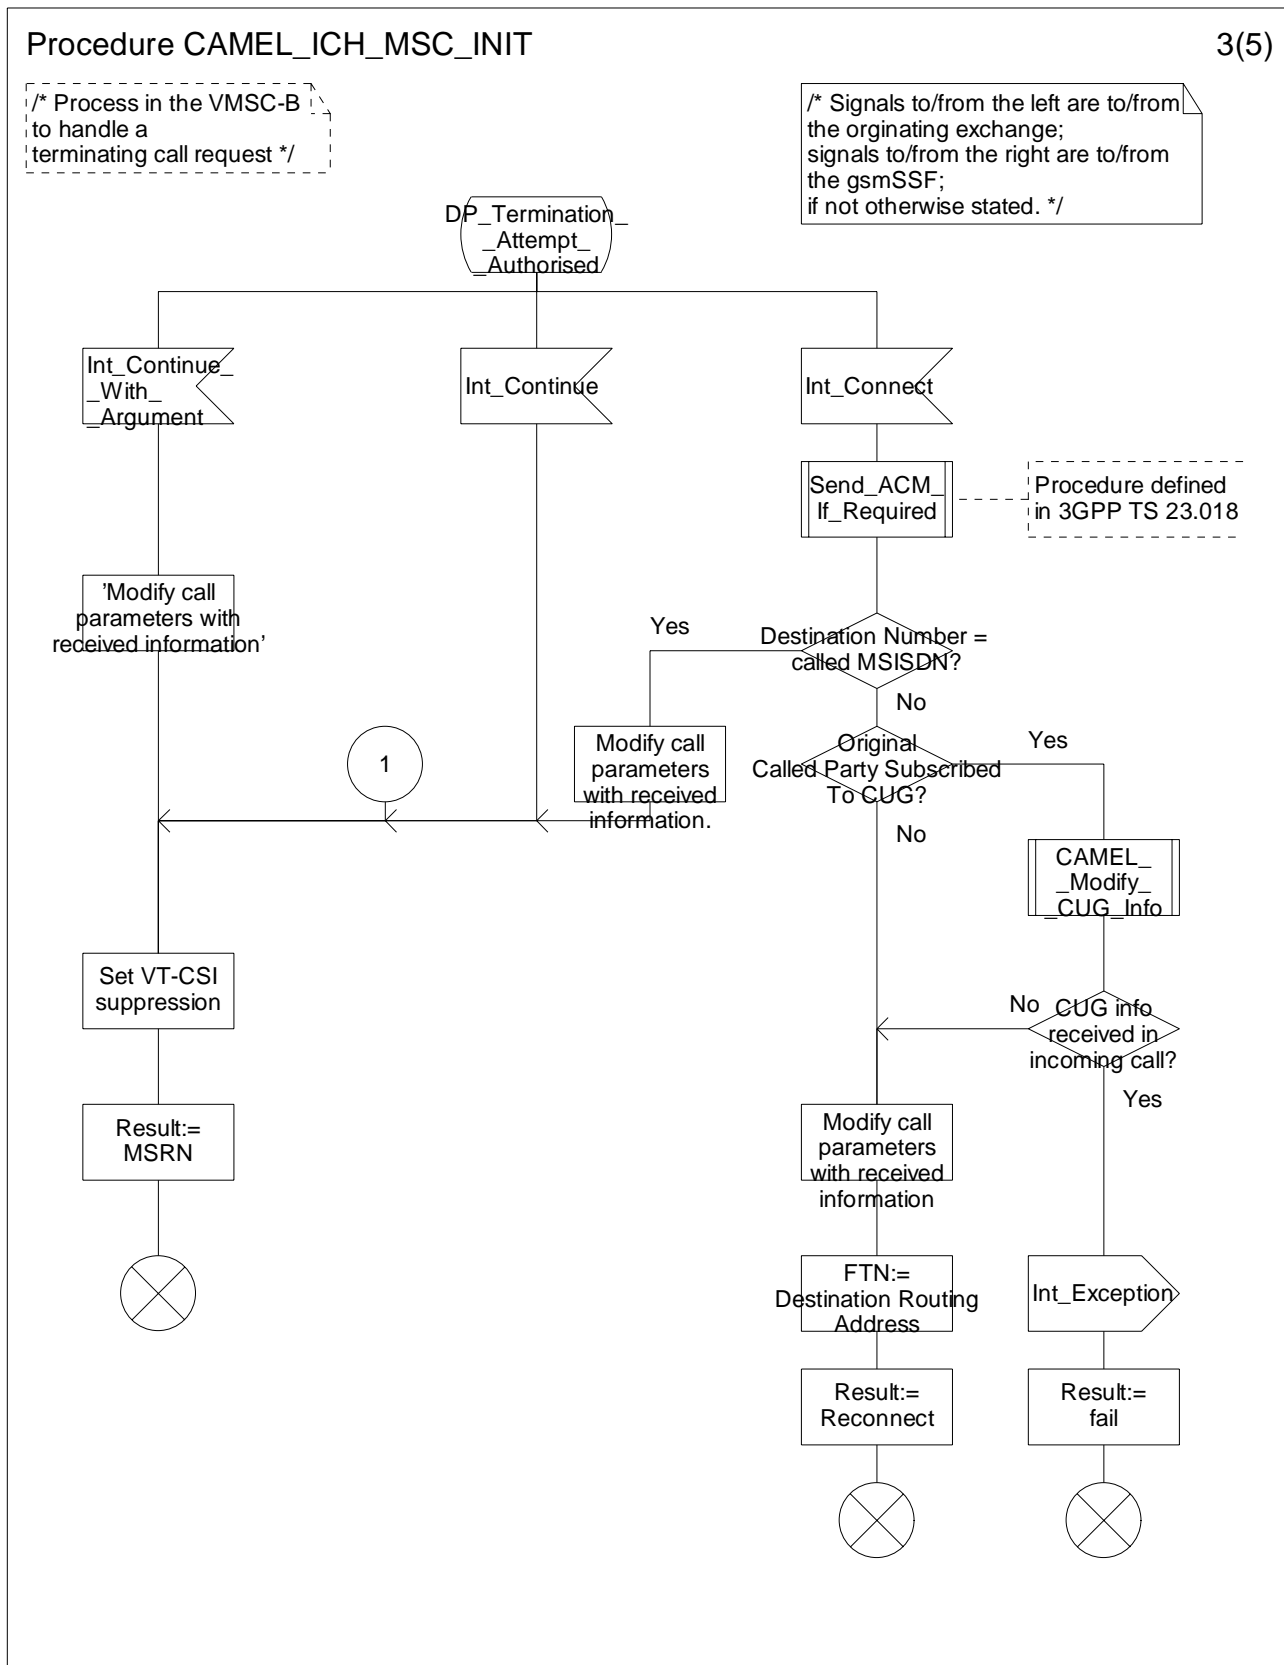 Procedure CAMEL_ICH_MSC_INIT
3(5)
/* Process in the VMSC-B
to handle a
terminating call request */
/* Signals to/from the left are to/from
the orginating exchange;
signals to/from the right are to/from
the gsmSSF;
if not otherwise stated. */
DP_Termination_
_Attempt_
_Authorised
Int_Continue_
_With_
_Argument
Int_Continue
Int_Connect
Send_ACM_
If_Required
Procedure defined
in 3GPP TS 23.018
'Modify call
parameters with
received information'
Yes
Destination Number =
called MSISDN?
No
1
Modify call
parameters
with received
information.
Original
Called Party Subscribed
To CUG?
Yes
No
CAMEL_
_Modify_
_CUG_Info
Set VT-CSI
suppression
No
CUG info
received in
incoming call?
Yes
Result:=
MSRN
Modify call
parameters
with received
information
FTN:=
Destination Routing
Address
Int_Exception
Result:=
Reconnect
Result:=
fail